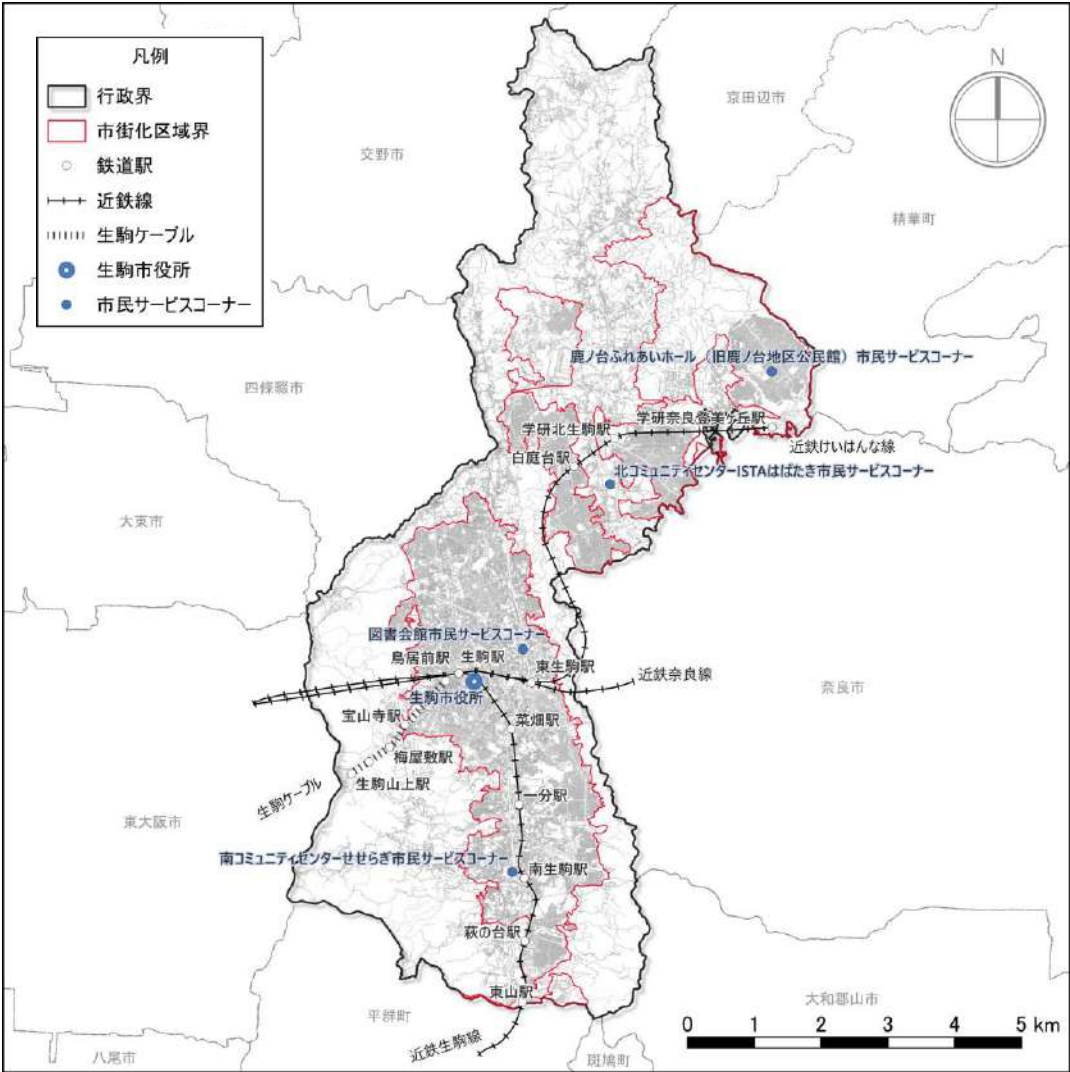 凡例
行政界
市街化区域界
鉄道駅
近鉄線
生駒ケーブル
生駒市役所
市民サービスコーナー
N
京田辺市
交野市
精華町
鹿ノ台ふれあいホール（旧鹿ノ台地区公民館）市民サービスコーナー
四條畷市
学研奈良登美ケ丘駅
学研北生駒駅
近鉄けいはんな線
白庭台駅
北コミュニティセンターISTAはばたき市民サービスコーナー
大東市
図書会館市民サービスコーナー
鳥居前駅
生駒駅
東生駒駅
近鉄奈良線
奈良市
生駒市役所
宝山寺駅
菜畑駅
梅屋敷駅
生駒山上駅
生駒ケーブル
一分駅
東大阪市
南コミュニティセンターせせらぎ市民サービスコーナー
南生駒駅
萩の台駅
東山駅
大和郡山市
平群町
近鉄生駒線
八尾市
斑鳩町
0 1 2 3 4 5 km